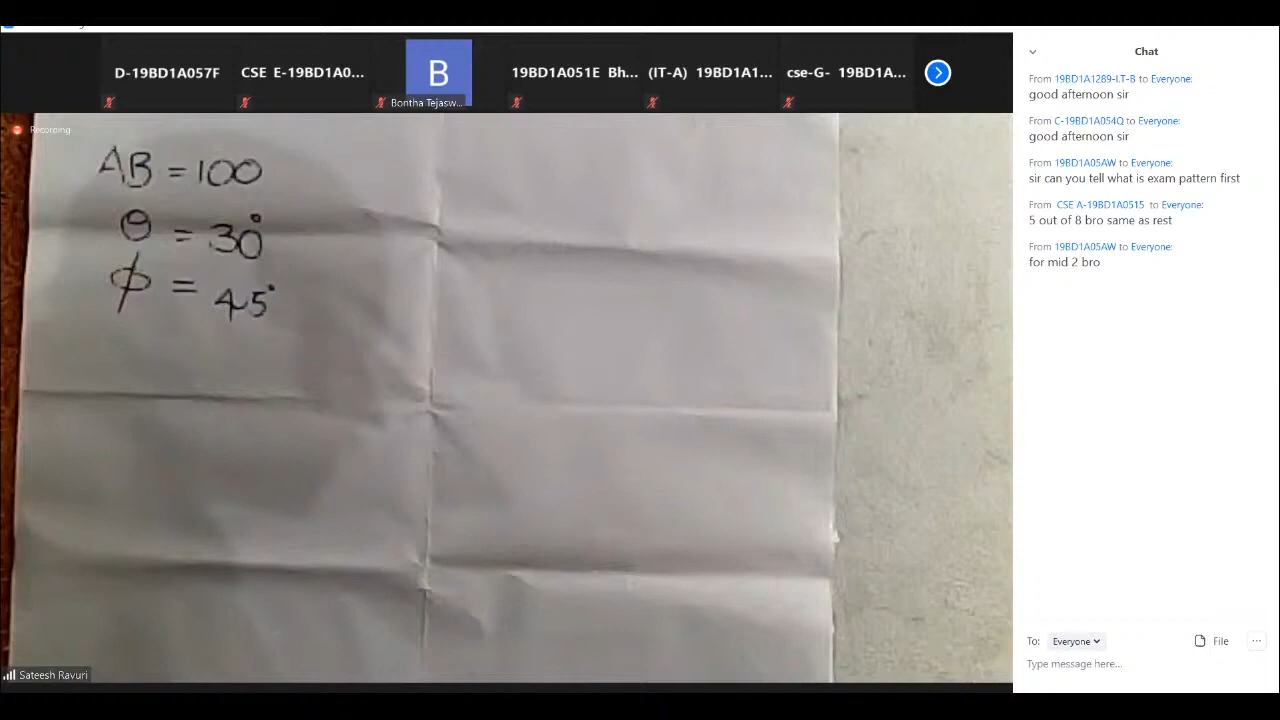 D-19BD1A057F
CSE E-19BD1A0...
B
Bontha Tejasw...
19BD1A051E Bh...
(IT-A) 19BD1A1...
cse-G- 19BD1A...
Recording
AB = 100
θ = 30°
ϕ = 45°
Sateesh Ravuri
Chat
From 19BD1A1289-I.T-B to Everyone:
good afternoon sir
From C-19BD1A054Q to Everyone:
good afternoon sir
From 19BD1A05AW to Everyone:
sir can you tell what is exam pattern first
From CSE A-19BD1A0515 to Everyone:
5 out of 8 bro same as rest
From 19BD1A05AW to Everyone:
for mid 2 bro
To: Everyone File ...
Type message here...